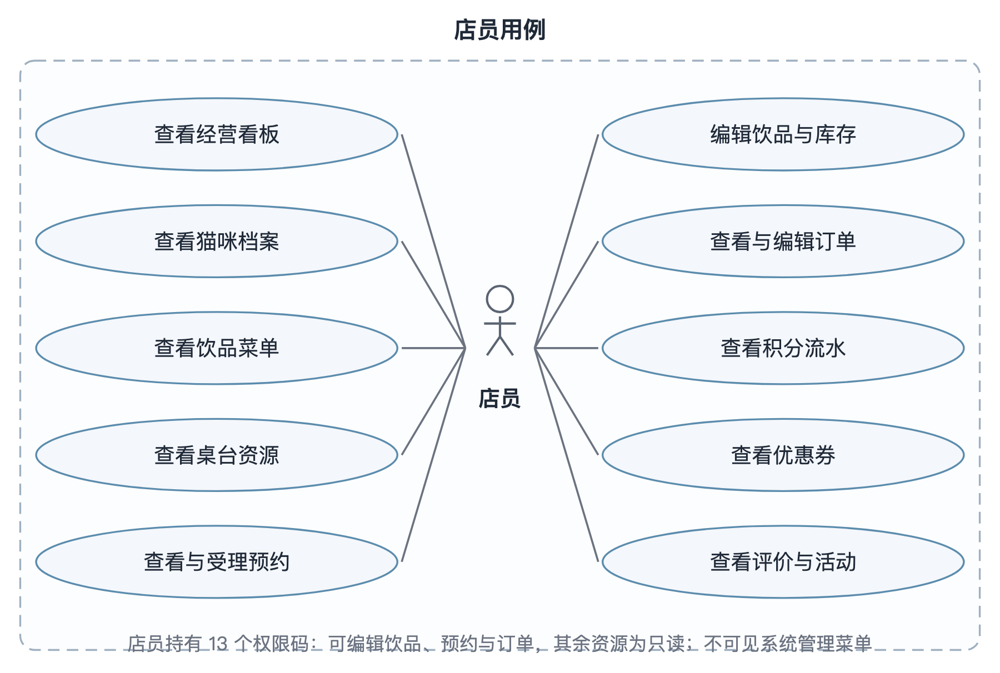 店员用例
查看经营看板
编辑饮品与库存
查看猫咪档案
查看与编辑订单
查看饮品菜单
查看积分流水
店员
查看桌台资源
查看优惠券
查看与受理预约
查看评价与活动
店员持有 13 个权限码：可编辑饮品、预约与订单，其余资源为只读；不可见系统管理菜单